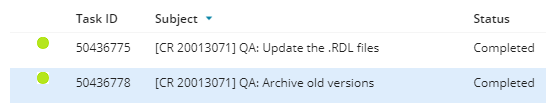 Task ID Subject Status
50436775 [CR 20013071] QA: Update the .RDL files Completed
50436778 [CR 20013071] QA: Archive old versions Completed